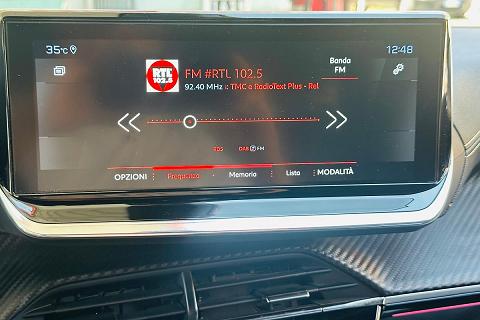 35°C
12:48
RTL
102.5
FM #RTL 102.5
92.40 MHz :: TMC e RadioText Plus - Rel
Banda
FM
RDS DAB FM
OPZIONI Frequenza Memoria Lista MODALITÀ